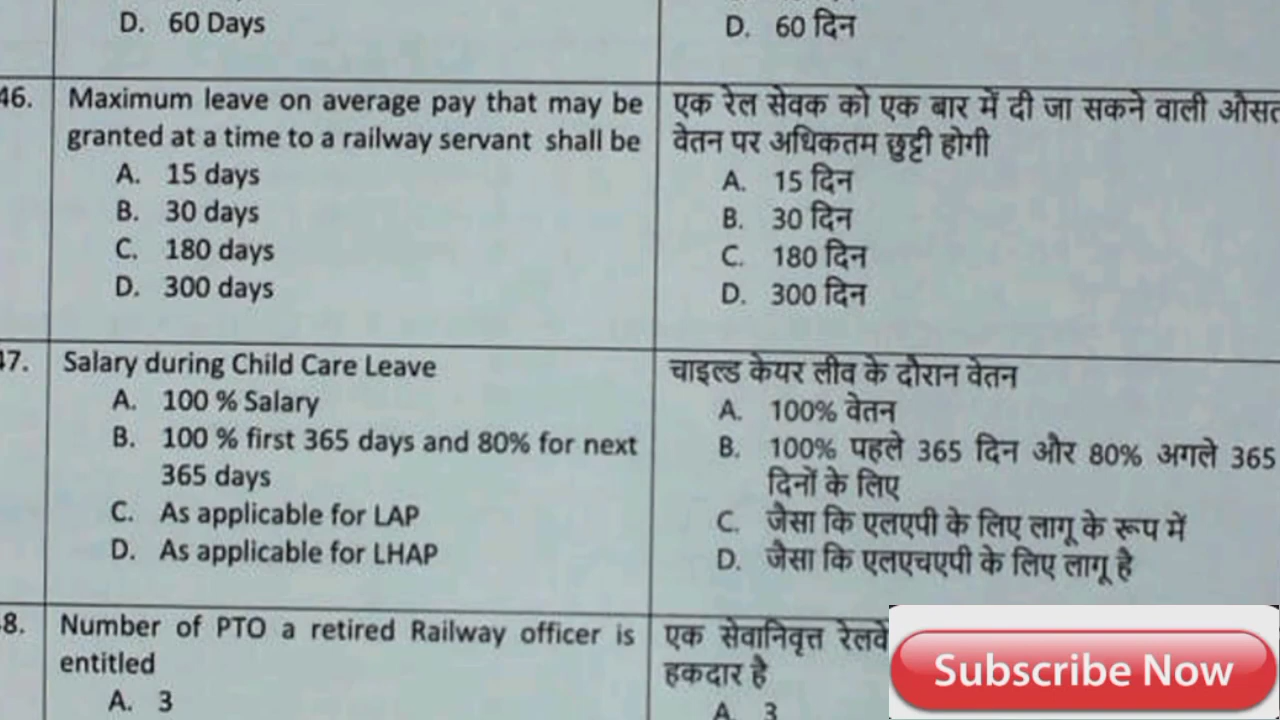 D. 60 Days
D. 60 दिन
46.
Maximum leave on average pay that may be
granted at a time to a railway servant shall be
A. 15 days
B. 30 days
C. 180 days
D. 300 days
एक रेल सेवक को एक बार में दी जा सकने वाली औसत
वेतन पर अधिकतम छुट्टी होगी
A. 15 दिन
B. 30 दिन
C. 180 दिन
D. 300 दिन
47.
Salary during Child Care Leave
A. 100 % Salary
B. 100 % first 365 days and 80% for next
365 days
C. As applicable for LAP
D. As applicable for LHAP
चाइल्ड केयर लीव के दौरान वेतन
A. 100% वेतन
B. 100% पहले 365 दिन और 80% अगले 365
दिनों के लिए
C. जैसा कि एलएपी के लिए लागू के रूप में
D. जैसा कि एलएचएपी के लिए लागू है
8.
Number of PTO a retired Railway officer is
entitled
A. 3
एक सेवानिवृत्त रेलवे
हकदार है
A. 3
Subscribe Now